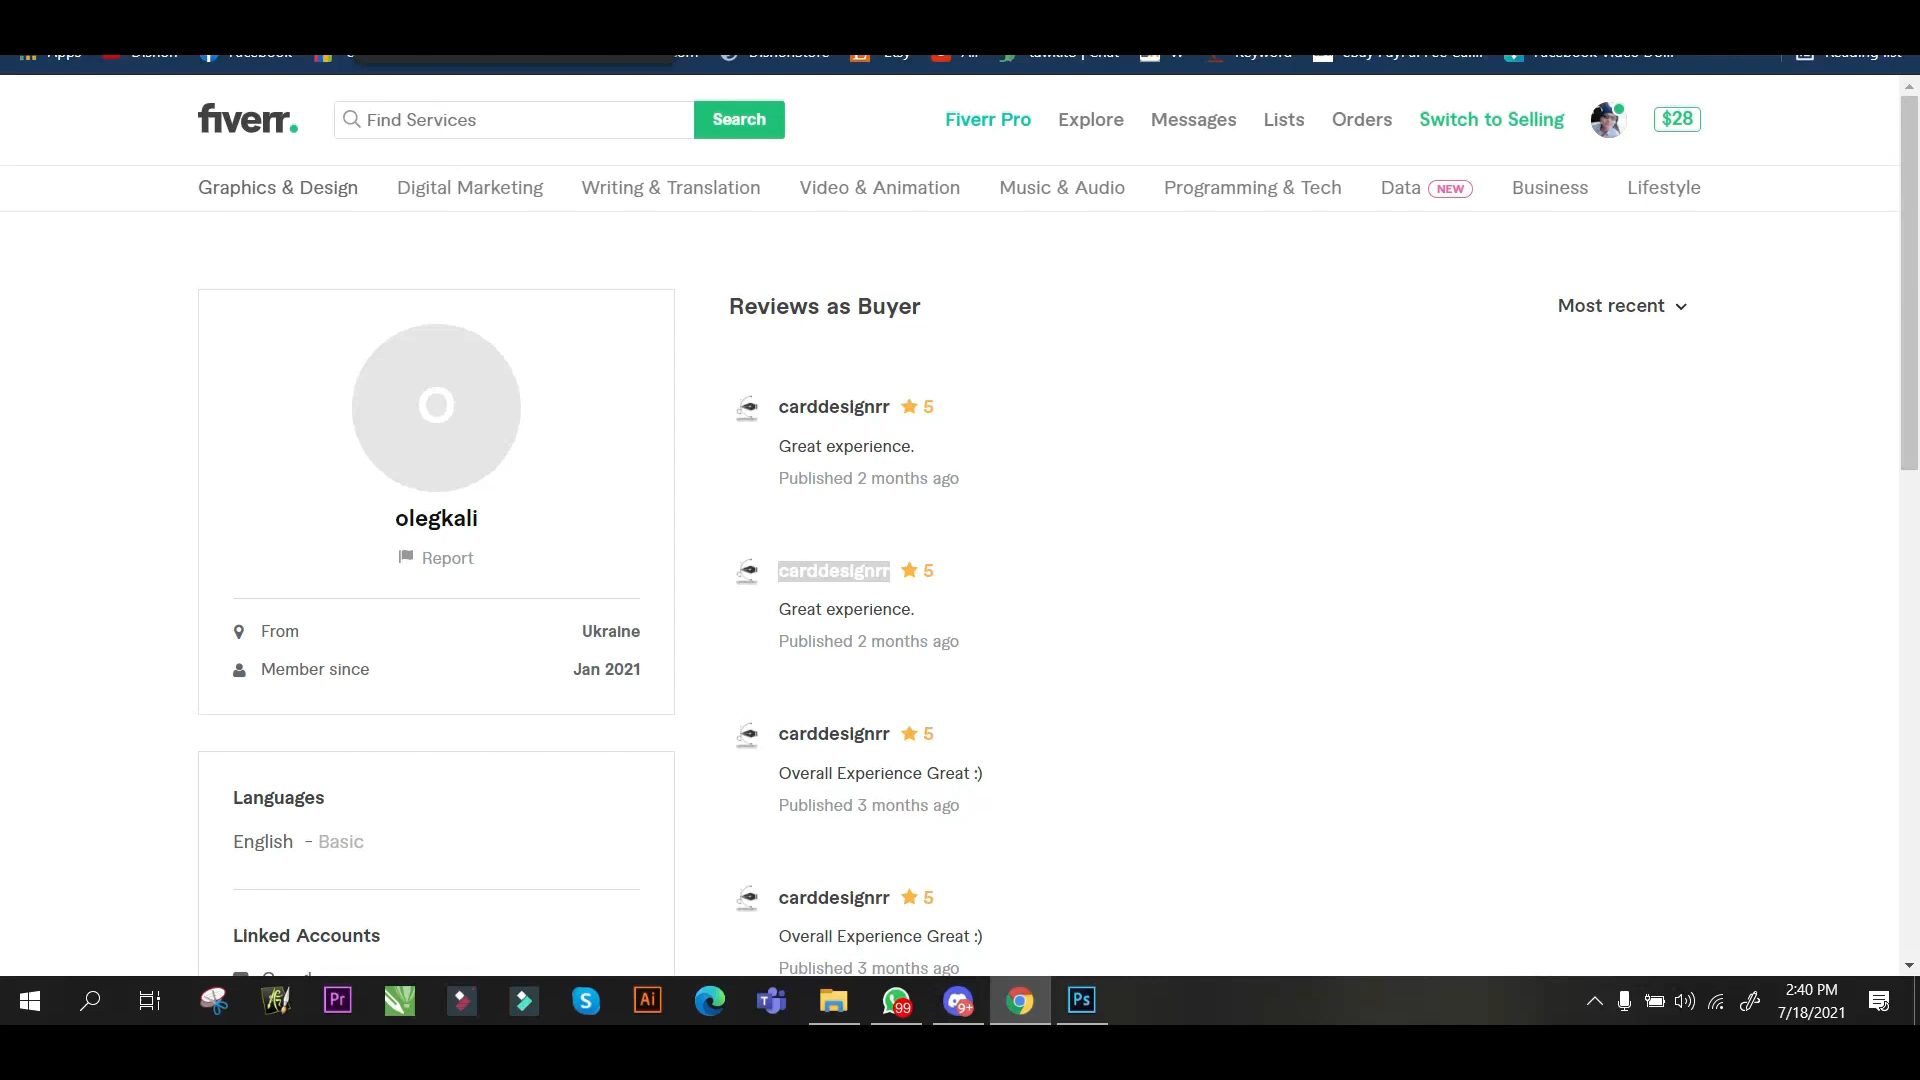 fiverr.
Find Services
Search
Fiverr Pro
Explore
Messages
Lists
Orders
Switch to Selling
$28
Graphics & Design
Digital Marketing
Writing & Translation
Video & Animation
Music & Audio
Programming & Tech
Data NEW
Business
Lifestyle
O
olegkali
Report
From Ukraine
Member since Jan 2021
Languages
English - Basic
Linked Accounts
Reviews as Buyer
Most recent
carddesignrr 5
Great experience.
Published 2 months ago
carddesignrr 5
Great experience.
Published 2 months ago
carddesignrr 5
Overall Experience Great :)
Published 3 months ago
carddesignrr 5
Overall Experience Great :)
Published 3 months ago
Pr
S
Ai
T
99
9+
Ps
2:40 PM
7/18/2021